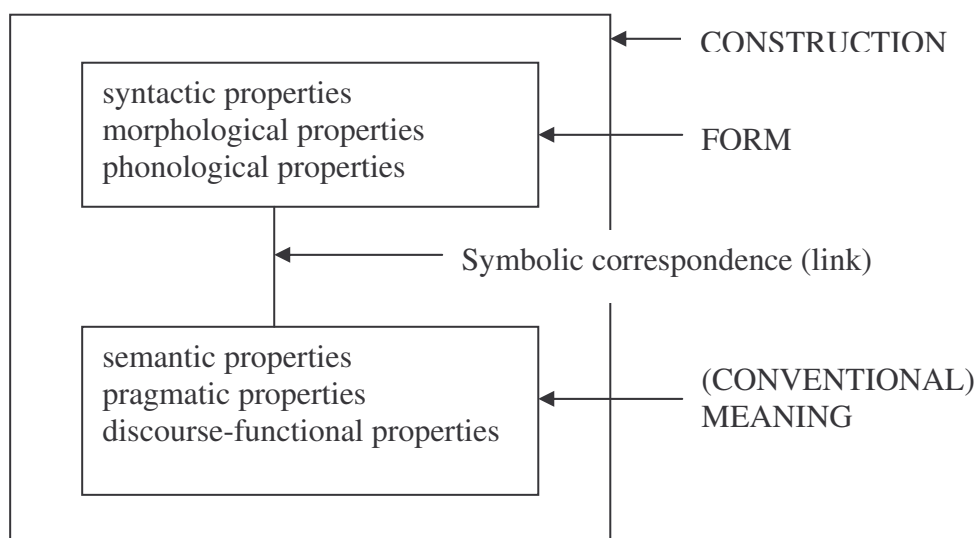 CONSTRUCTION
syntactic properties
morphological properties
phonological properties
FORM
Symbolic correspondence (link)
semantic properties
pragmatic properties
discourse-functional properties
(CONVENTIONAL)
MEANING